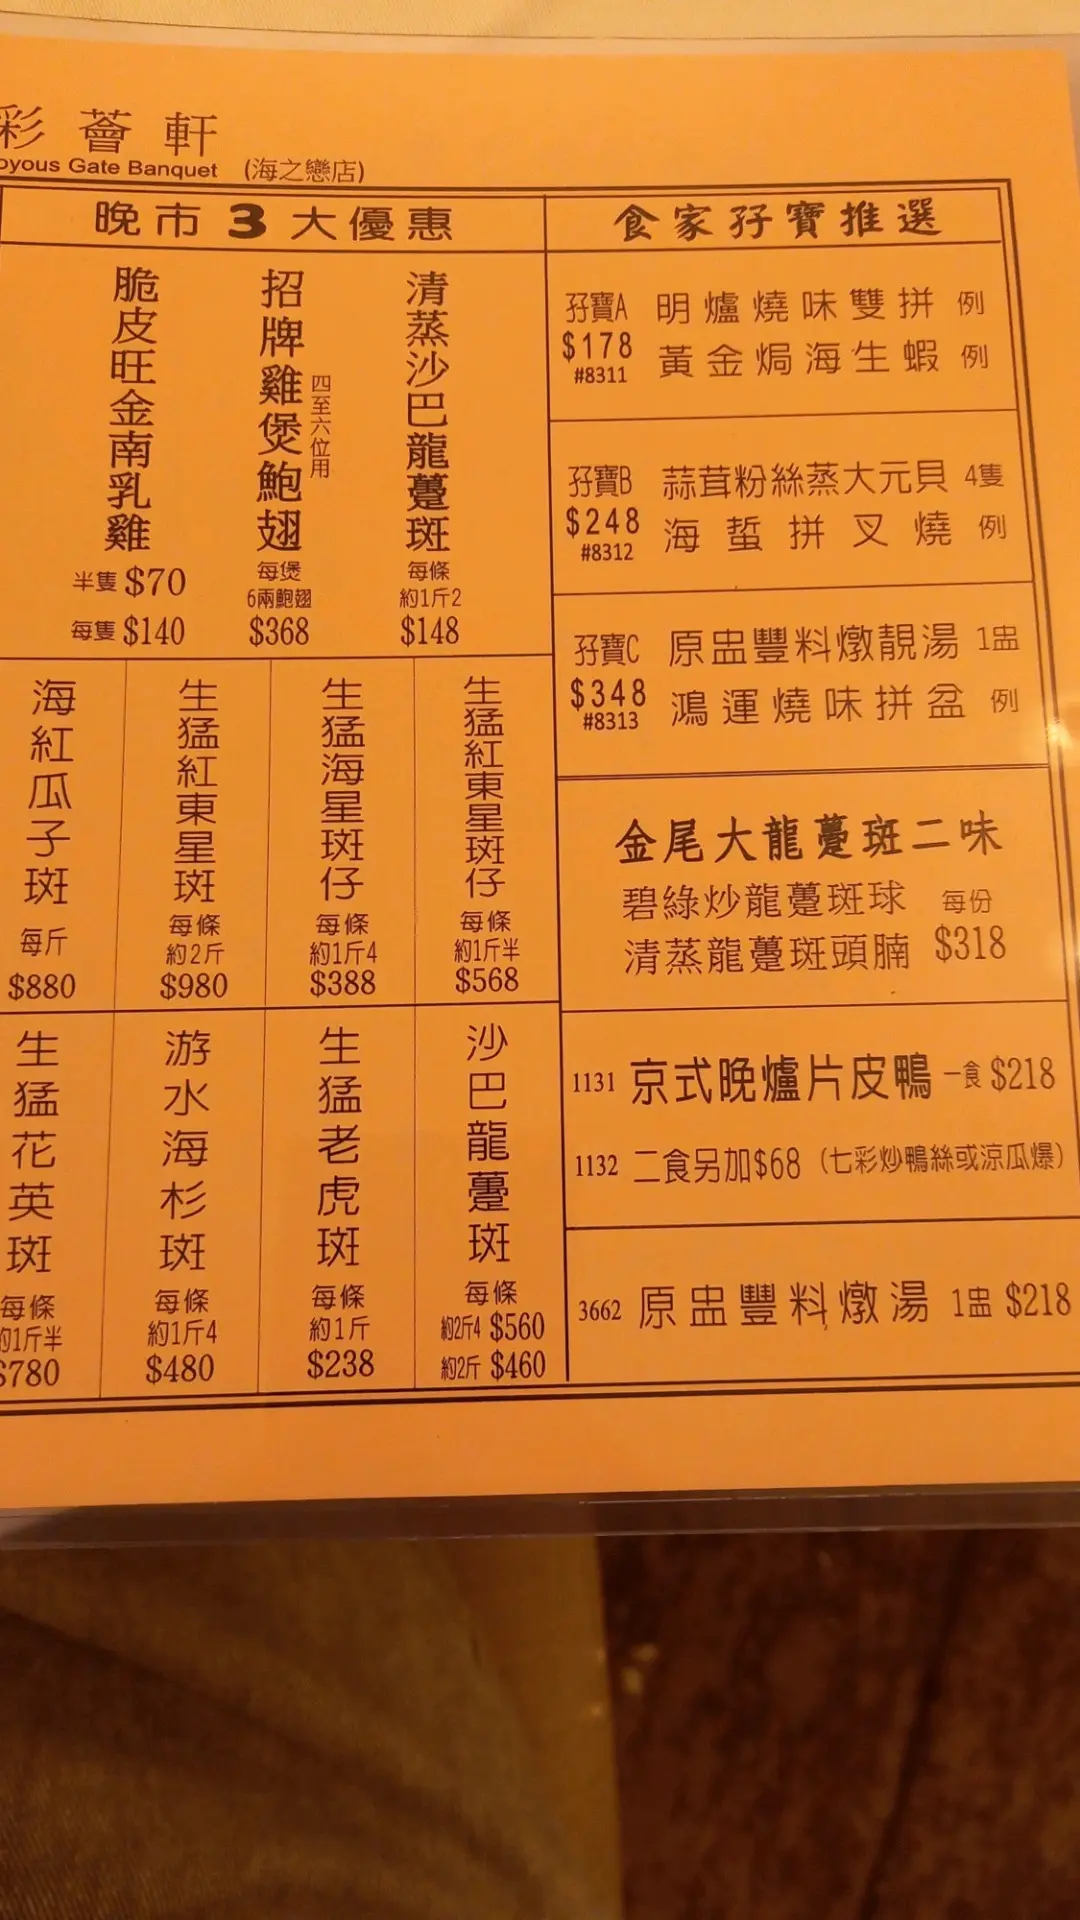 彩薈軒
oyous Gate Banquet (海之戀店)
晚市3大優惠
脆皮旺金南乳雞
半隻 $70
每隻 $140
招牌雞煲鮑翅
四至六位用
每煲
6兩鮑翅
$368
清蒸沙巴龍躉斑
每條
約1斤2
$148
海紅瓜子斑
每斤
$880
生猛紅東星斑
每條
約2斤
$980
生猛海星斑仔
每條
約1斤4
$388
生猛紅東星斑仔
每條
約1斤半
$568
生猛花英斑
每條
約1斤半
$780
游水海杉斑
每條
約1斤4
$480
生猛老虎斑
每條
約1斤
$238
沙巴龍躉斑
每條
約2斤4 $560
約2斤 $460
食家孖寶推選
孖寶A 明爐燒味雙拼 例
$178 黃金焗海生蝦 例
#8311
孖寶B 蒜茸粉絲蒸大元貝 4隻
$248 海蜇拼叉燒 例
#8312
孖寶C 原盅豐料燉靚湯 1盅
$348 鴻運燒味拼盆 例
#8313
金尾大龍躉斑二味
碧綠炒龍躉斑球 每份
清蒸龍躉斑頭腩 $318
1131 京式晚爐片皮鴨 一食 $218
1132 二食另加$68 (七彩炒鴨絲或涼瓜爆)
3662 原盅豐料燉湯 1盅 $218